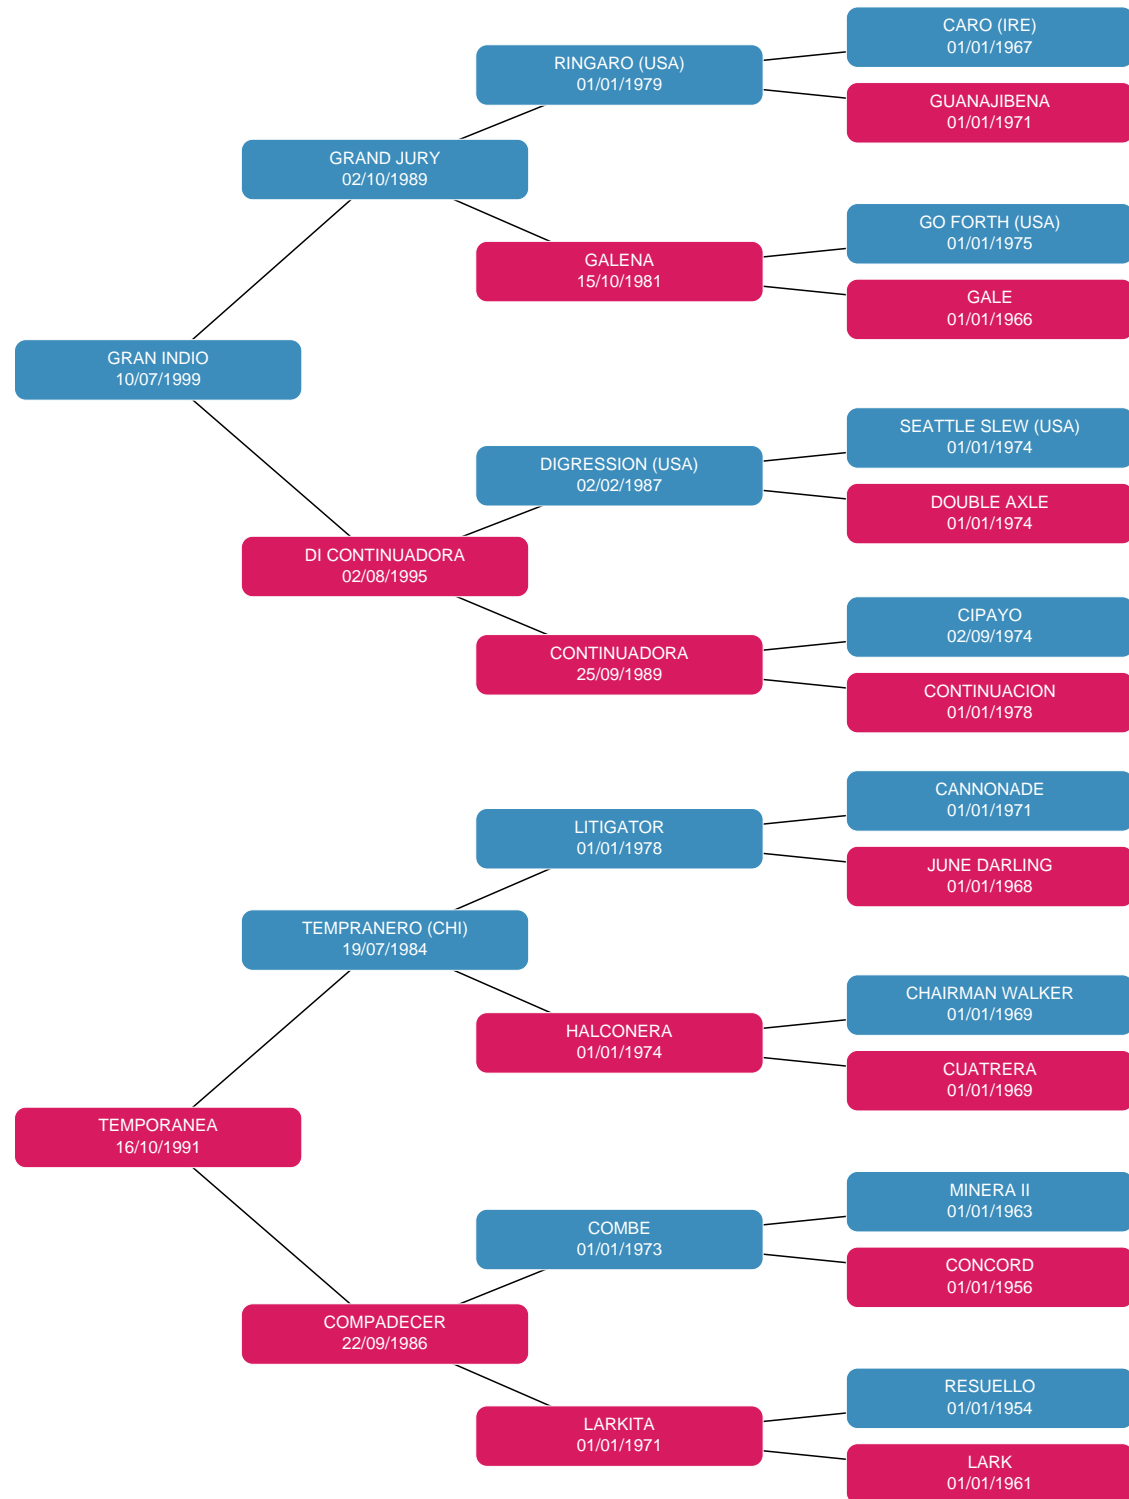 CARO (IRE)
01/01/1967
RINGARO (USA)
01/01/1979
GUANAJIBENA
01/01/1971
GRAND JURY
02/10/1989
GO FORTH (USA)
01/01/1975
GALENA
15/10/1981
GALE
01/01/1966
GRAN INDIO
10/07/1999
SEATTLE SLEW (USA)
01/01/1974
DIGRESSION (USA)
02/02/1987
DOUBLE AXLE
01/01/1974
DI CONTINUADORA
02/08/1995
CIPAYO
02/09/1974
CONTINUADORA
25/09/1989
CONTINUACION
01/01/1978
CANNONADE
01/01/1971
LITIGATOR
01/01/1978
JUNE DARLING
01/01/1968
TEMPRANERO (CHI)
19/07/1984
CHAIRMAN WALKER
01/01/1969
HALCONERA
01/01/1974
CUATRERA
01/01/1969
TEMPORANEA
16/10/1991
MINERA II
01/01/1963
COMBE
01/01/1973
CONCORD
01/01/1956
COMPADECER
22/09/1986
RESUELLO
01/01/1954
LARKITA
01/01/1971
LARK
01/01/1961